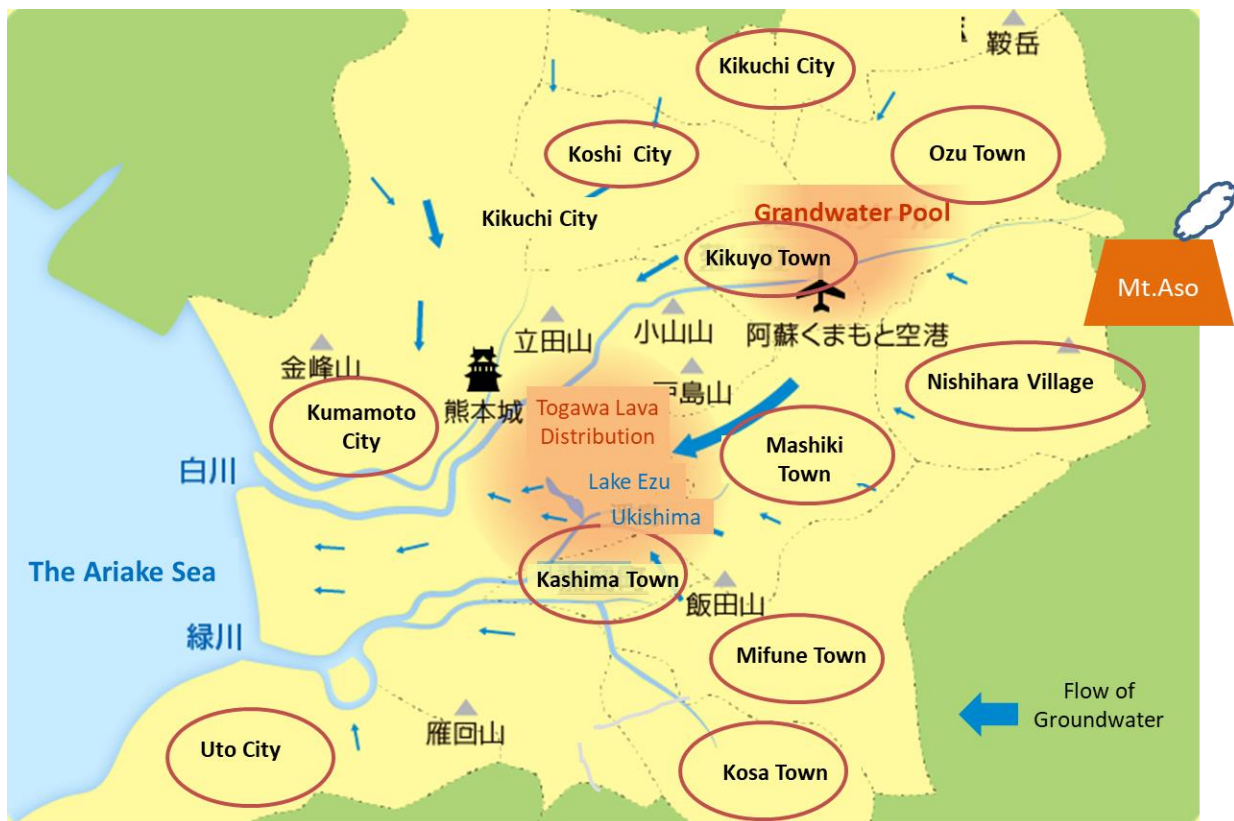 鞍岳
Kikuchi City
Koshi City
Ozu Town
Kikuchi City
Grandwater Pool
Kikuyo Town
Mt.Aso
立田山
小山山
阿蘇くまもと空港
金峰山
戸島山
Nishihara Village
熊本城
Togawa Lava
Distribution
Kumamoto
City
Mashiki
Town
白川
Lake Ezu
Ukishima
The Ariake Sea
Kashima Town
飯田山
緑川
Mifune Town
Flow of
Groundwater
雁回山
Uto City
Kosa Town